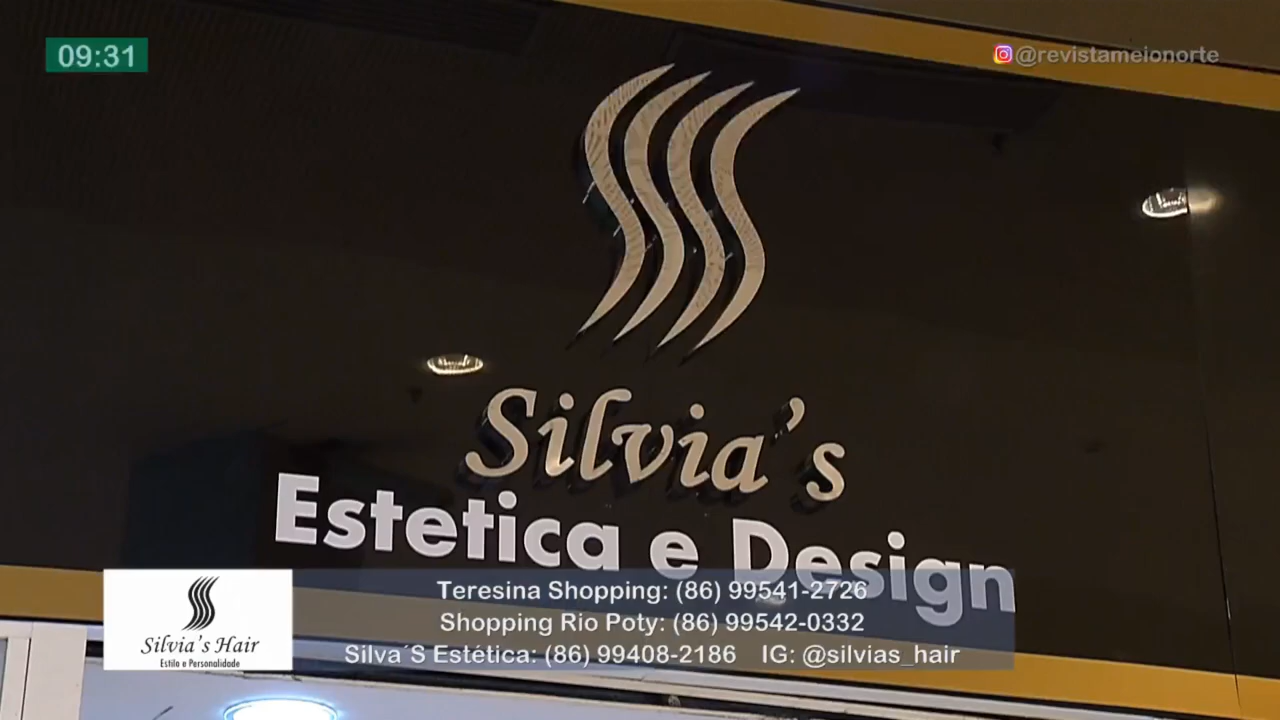 09:31
@revistameionorte
Silvia's
Estetica e Design
Teresina Shopping: (86) 99541-2726
Shopping Rio Poty: (86) 99542-0332
Silva´S Estética: (86) 99408-2186 IG: @silvias_hair
Silvia's Hair
Estilo e Personalidade